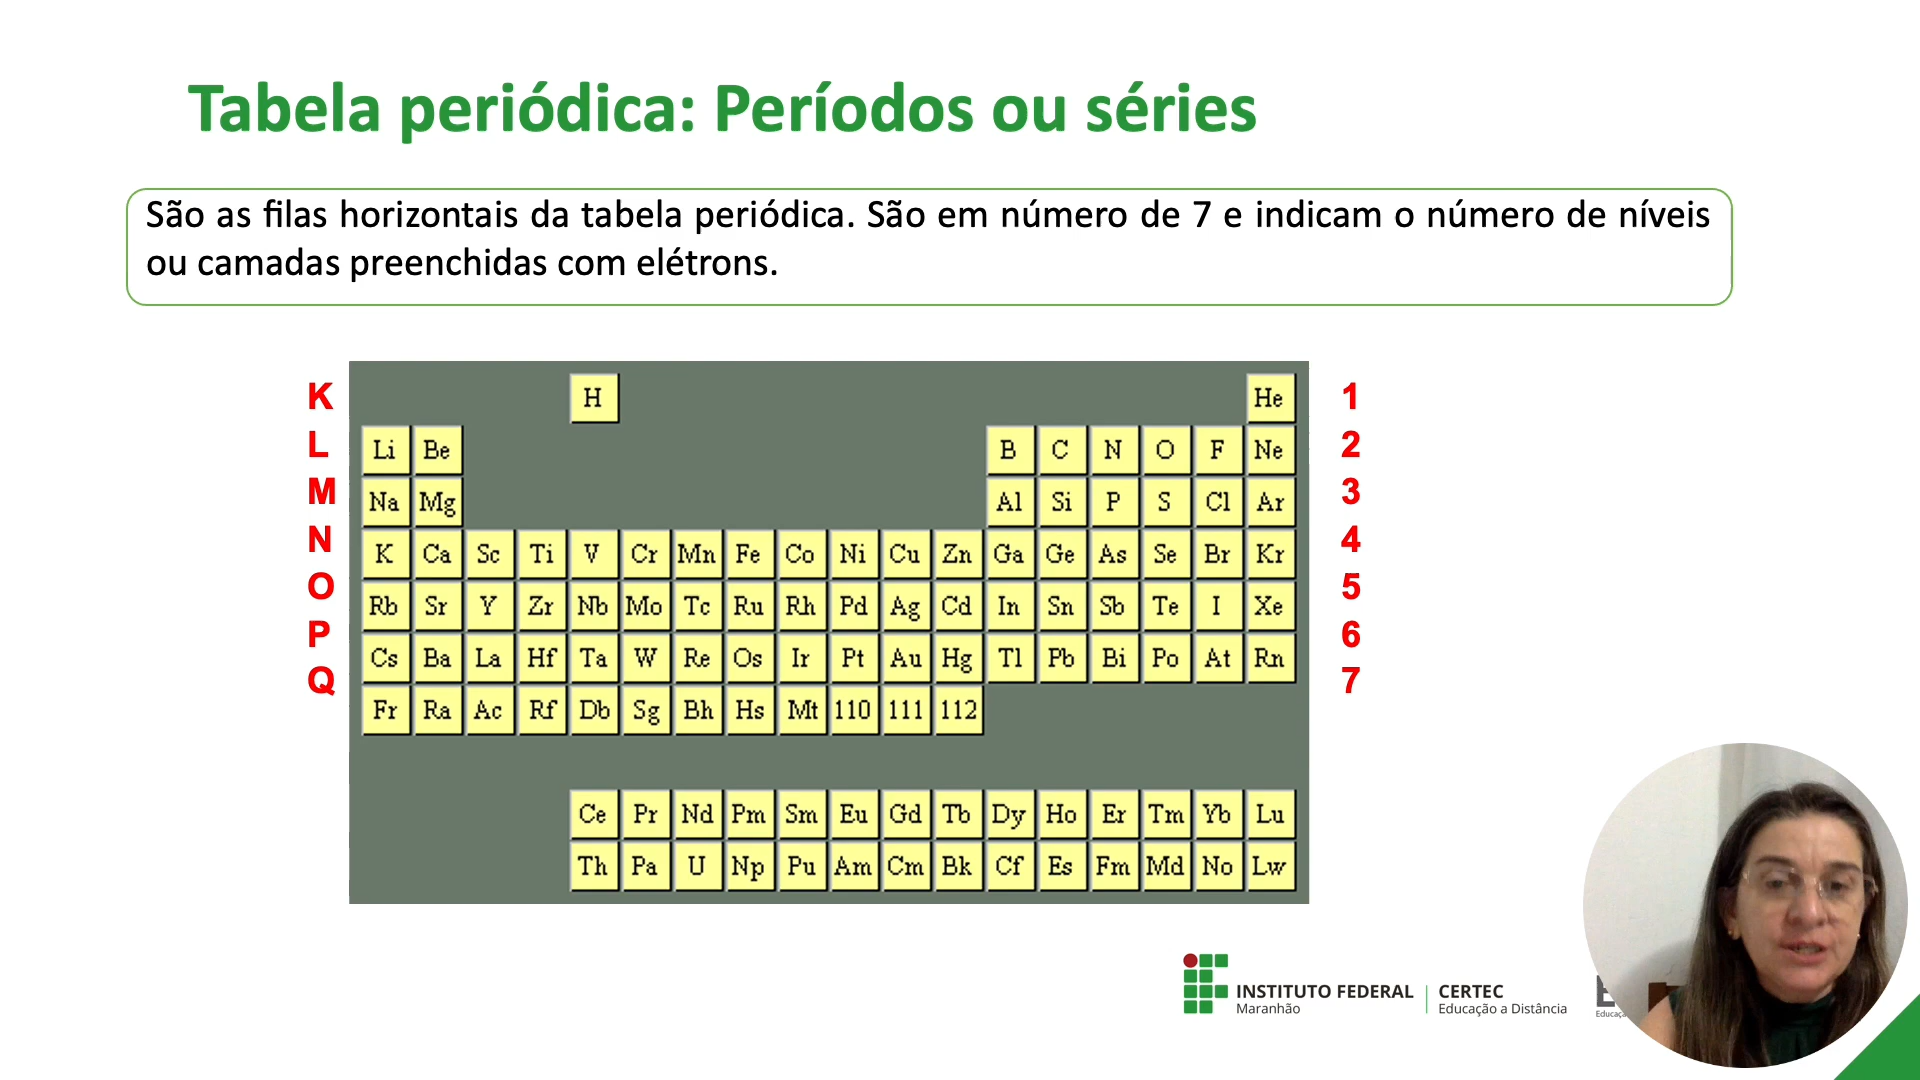 Tabela periódica: Períodos ou séries
São as filas horizontais da tabela periódica. São em número de 7 e indicam o número de níveis
ou camadas preenchidas com elétrons.
K H He 1
L Li Be B C N O F Ne 2
M Na Mg Al Si P S Cl Ar 3
N K Ca Sc Ti V Cr Mn Fe Co Ni Cu Zn Ga Ge As Se Br Kr 4
O Rb Sr Y Zr Nb Mo Tc Ru Rh Pd Ag Cd In Sn Sb Te I Xe 5
P Cs Ba La Hf Ta W Re Os Ir Pt Au Hg Tl Pb Bi Po At Rn 6
Q Fr Ra Ac Rf Db Sg Bh Hs Mt 110 111 112 7
Ce Pr Nd Pm Sm Eu Gd Tb Dy Ho Er Tm Yb Lu
Th Pa U Np Pu Am Cm Bk Cf Es Fm Md No Lw
INSTITUTO FEDERAL CERTEC
Maranhão Educação a Distância